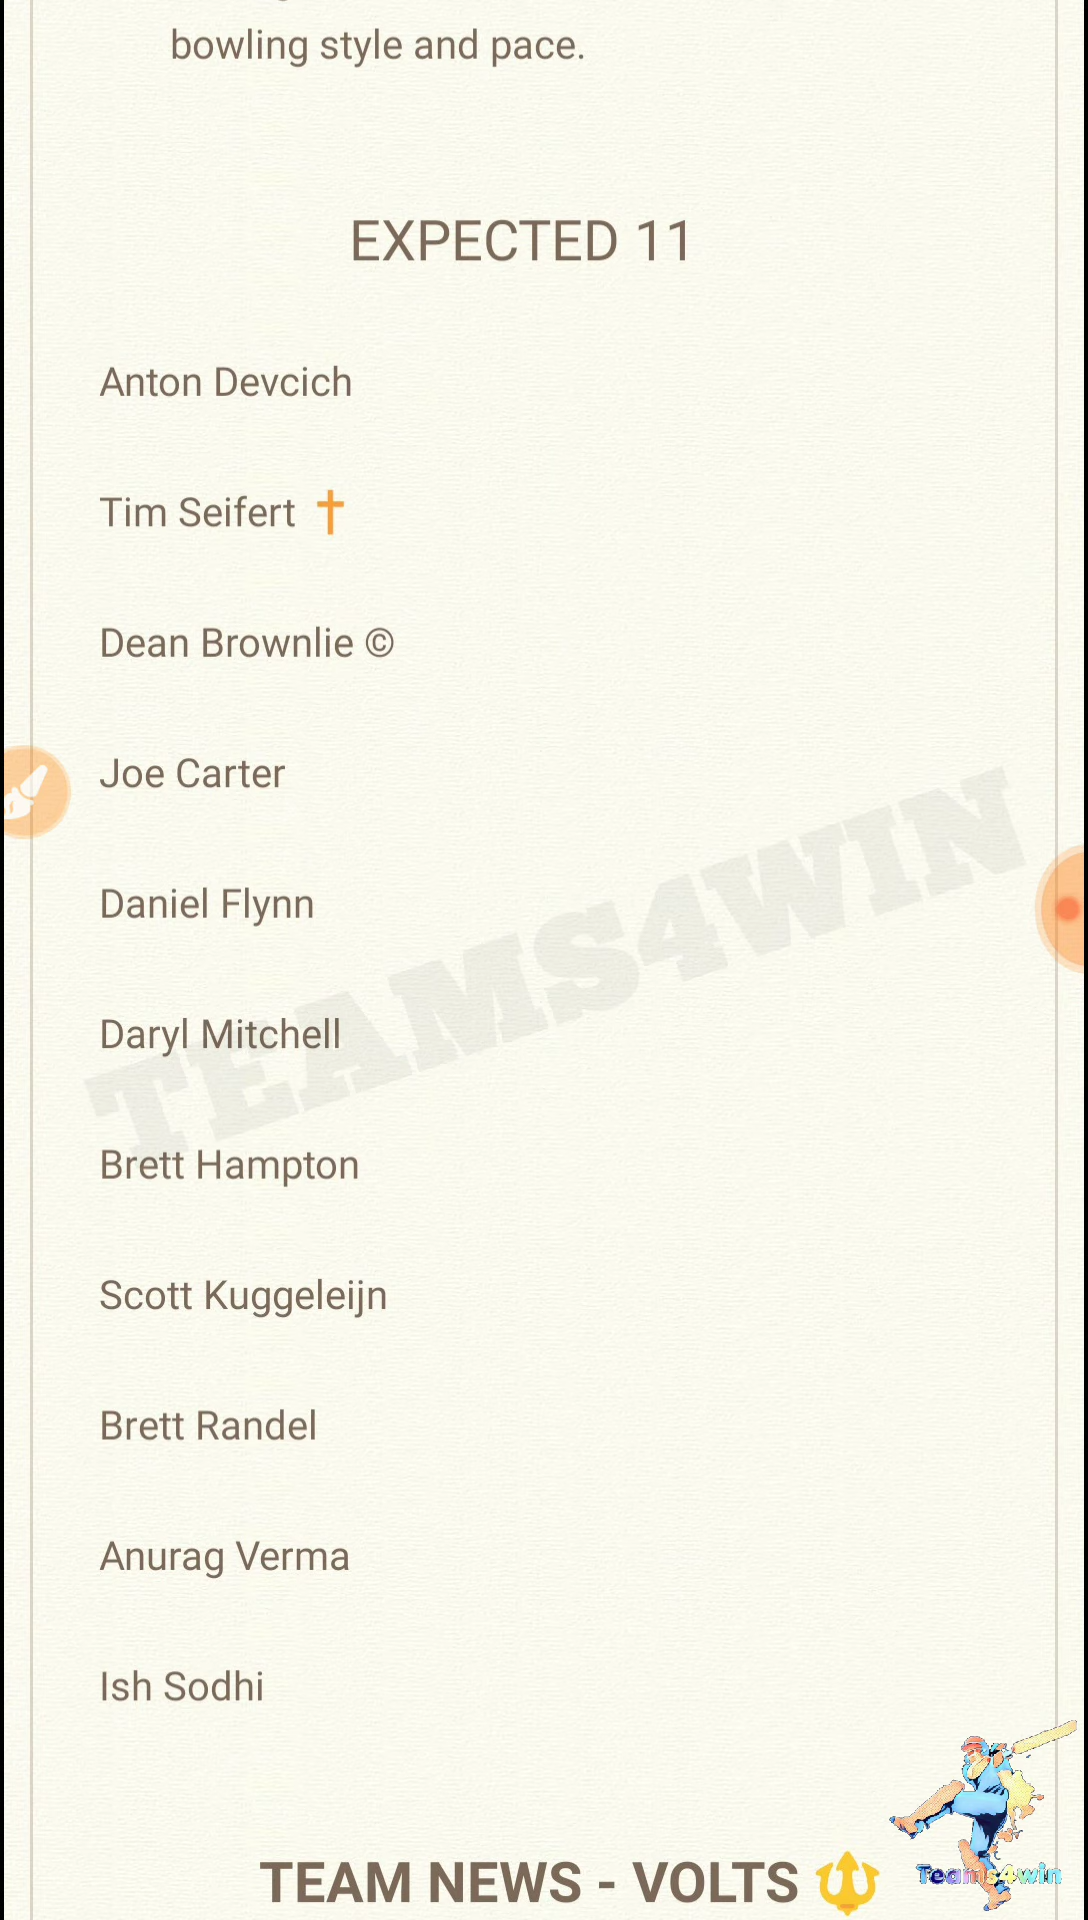 bowling style and pace.
EXPECTED 11
Anton Devcich
Tim Seifert ✝
Dean Brownlie ©
Joe Carter
Daniel Flynn
Daryl Mitchell
TEAMS4WIN
Brett Hampton
Scott Kuggeleijn
Brett Randel
Anurag Verma
Ish Sodhi
TEAM NEWS - VOLTS 🔱
Teams4win